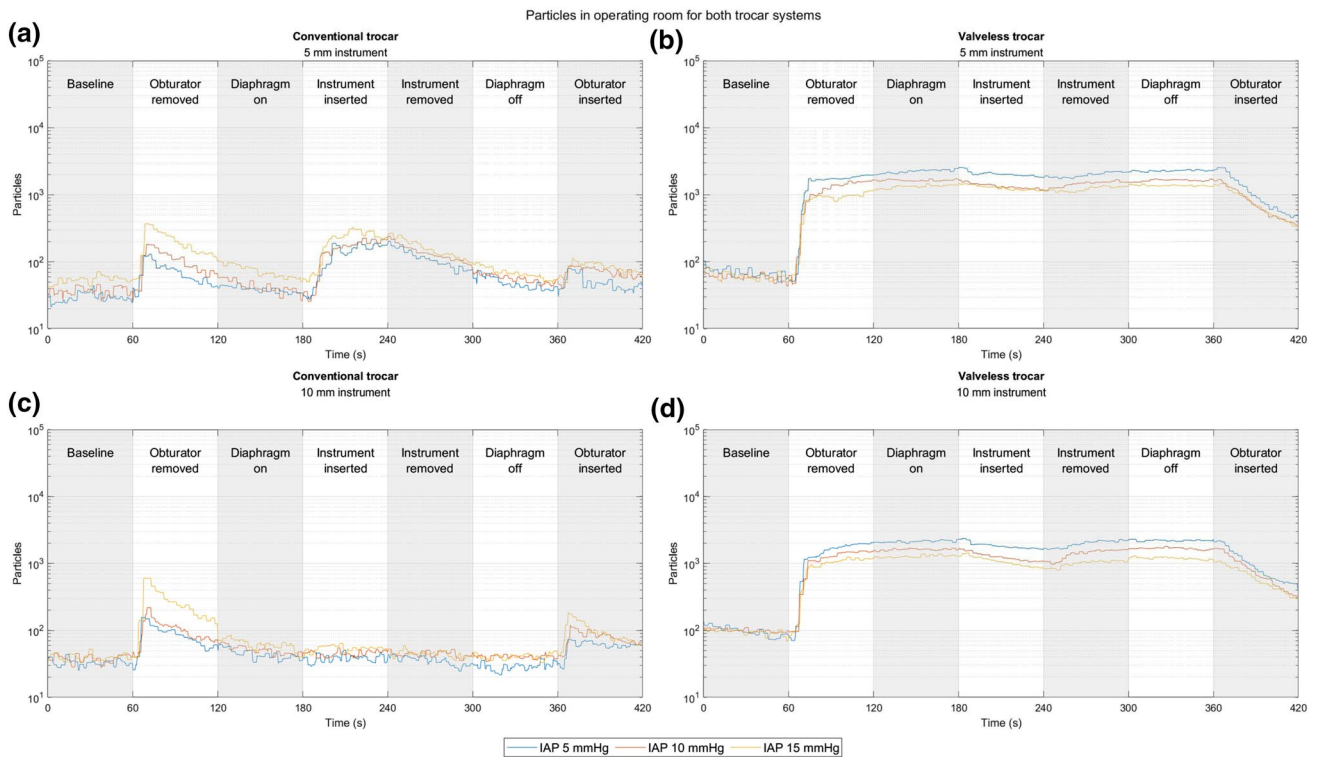 Particles in operating room for both trocar systems
(a)
Conventional trocar
5 mm instrument
Baseline
Obturator removed
Diaphragm on
Instrument inserted
Instrument removed
Diaphragm off
Obturator inserted
Particles
10^5
10^4
10^3
10^2
10^1
0 60 120 180 240 300 360 420
Time (s)
(b)
Valveless trocar
5 mm instrument
Baseline
Obturator removed
Diaphragm on
Instrument inserted
Instrument removed
Diaphragm off
Obturator inserted
Particles
10^5
10^4
10^3
10^2
10^1
0 60 120 180 240 300 360 420
Time (s)
(c)
Conventional trocar
10 mm instrument
Baseline
Obturator removed
Diaphragm on
Instrument inserted
Instrument removed
Diaphragm off
Obturator inserted
Particles
10^5
10^4
10^3
10^2
10^1
0 60 120 180 240 300 360 420
Time (s)
(d)
Valveless trocar
10 mm instrument
Baseline
Obturator removed
Diaphragm on
Instrument inserted
Instrument removed
Diaphragm off
Obturator inserted
Particles
10^5
10^4
10^3
10^2
10^1
0 60 120 180 240 300 360 420
Time (s)
IAP 5 mmHg IAP 10 mmHg IAP 15 mmHg